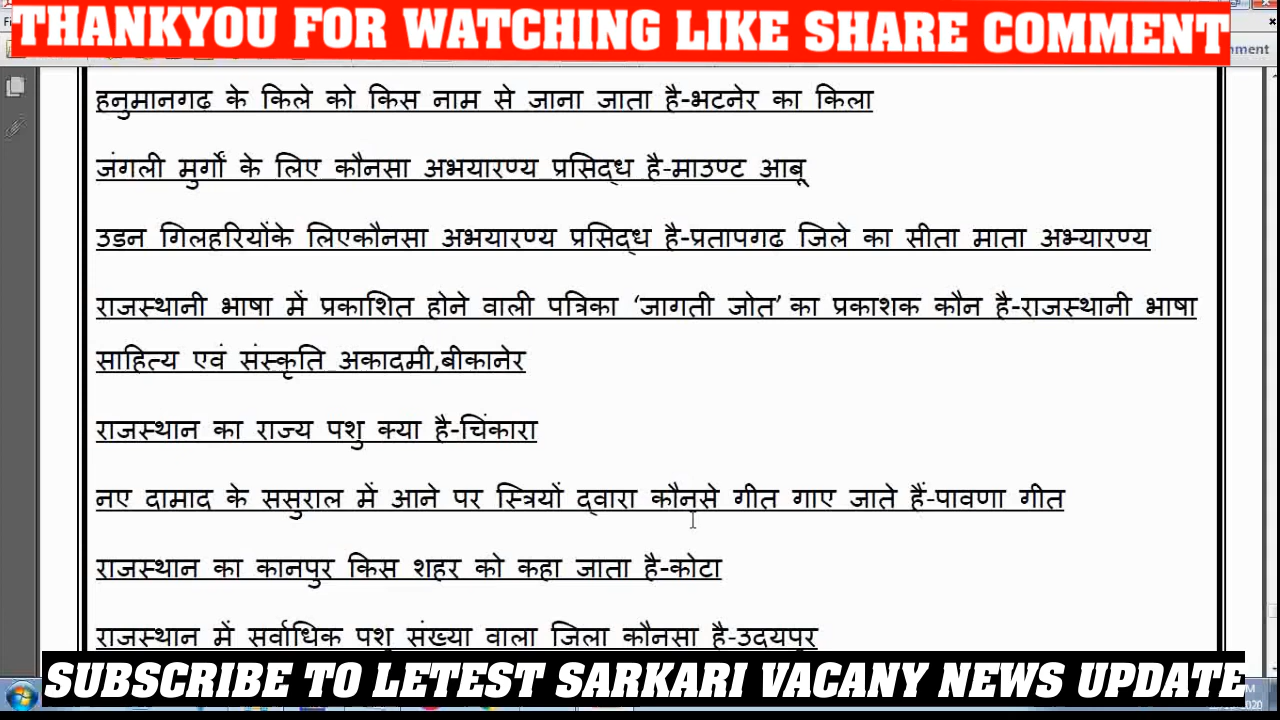 THANKYOU FOR WATCHING LIKE SHARE COMMENT
हनुमानगढ के किले को किस नाम से जाना जाता है-भटनेर का किला
जंगली मुर्गों के लिए कौनसा अभयारण्य प्रसिद्ध है-माउण्ट आबू
उडन गिलहरियोंके लिएकौनसा अभयारण्य प्रसिद्ध है-प्रतापगढ जिले का सीता माता अभ्यारण्य
राजस्थानी भाषा में प्रकाशित होने वाली पत्रिका ‘जागती जोत’ का प्रकाशक कौन है-राजस्थानी भाषा
साहित्य एवं संस्कृति अकादमी,बीकानेर
राजस्थान का राज्य पशु क्या है-चिंकारा
नए दामाद के ससुराल में आने पर स्त्रियों द्वारा कौनसे गीत गाए जाते हैं-पावणा गीत
राजस्थान का कानपुर किस शहर को कहा जाता है-कोटा
राजस्थान में सर्वाधिक पशु संख्या वाला जिला कौनसा है-उदयपुर
SUBSCRIBE TO LETEST SARKARI VACANY NEWS UPDATE